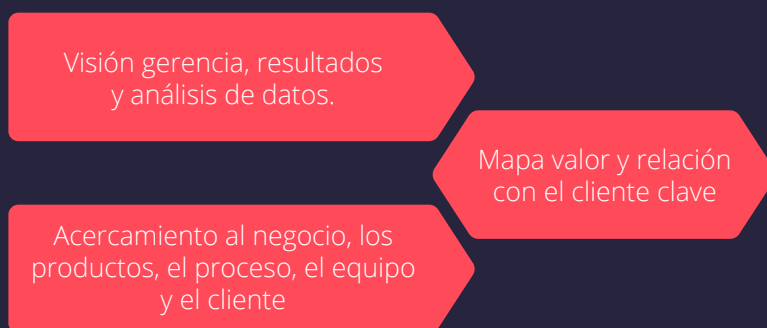 Visión gerencia, resultados
y análisis de datos.
Mapa valor y relación
con el cliente clave
Acercamiento al negocio, los
productos, el proceso, el equipo
y el cliente